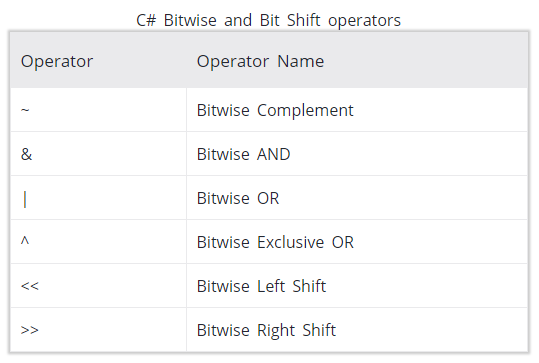 C# Bitwise and Bit Shift operators
Operator Operator Name
~ Bitwise Complement
& Bitwise AND
| Bitwise OR
^ Bitwise Exclusive OR
<< Bitwise Left Shift
>> Bitwise Right Shift